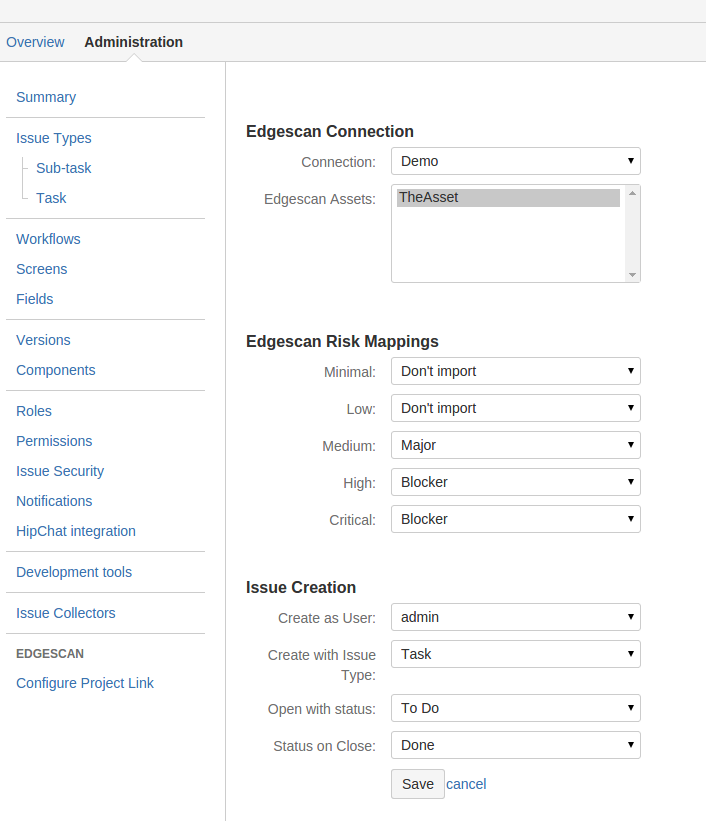 Overview Administration
Summary
Issue Types
Sub-task
Task
Workflows
Screens
Fields
Versions
Components
Roles
Permissions
Issue Security
Notifications
HipChat integration
Development tools
Issue Collectors
EDGESCAN
Configure Project Link
Edgescan Connection
Connection: Demo
Edgescan Assets: TheAsset
Edgescan Risk Mappings
Minimal: Don't import
Low: Don't import
Medium: Major
High: Blocker
Critical: Blocker
Issue Creation
Create as User: admin
Create with Issue Task
Type:
Open with status: To Do
Status on Close: Done
Save cancel